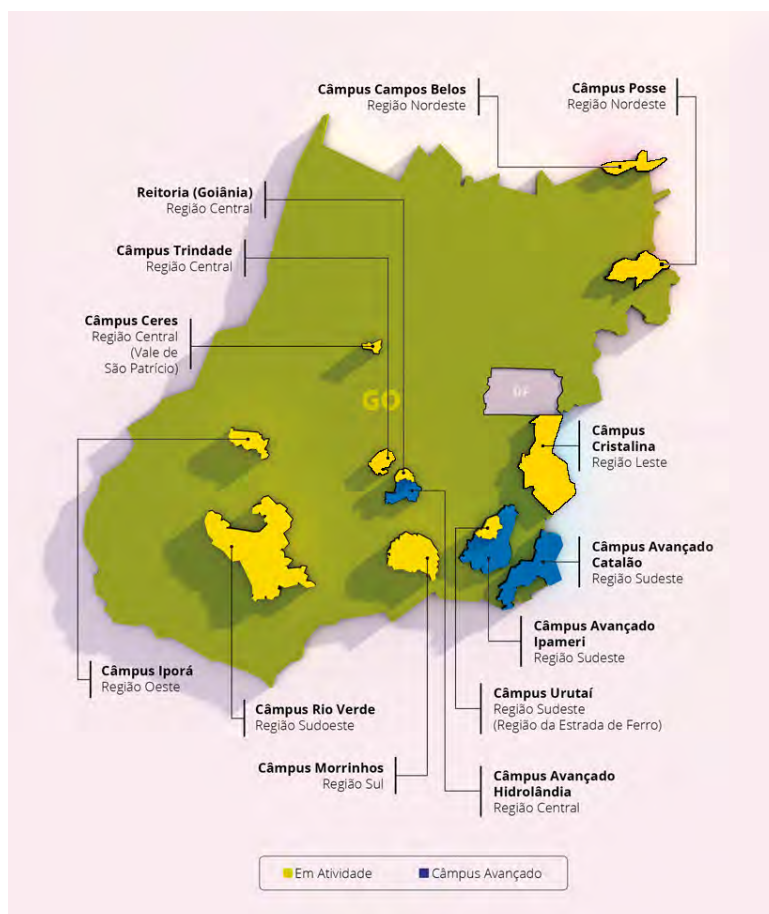 Câmpus Campos Belos
Região Nordeste
Câmpus Posse
Região Nordeste
Reitoria (Goiânia)
Região Central
Câmpus Trindade
Região Central
Câmpus Ceres
Região Central
(Vale de
São Patrício)
GO
DF
Câmpus
Cristalina
Região Leste
Câmpus Avançado
Catalão
Região Sudeste
Câmpus Avançado
Ipameri
Região Sudeste
Câmpus Iporá
Região Oeste
Câmpus Urutaí
Região Sudeste
(Região da Estrada de Ferro)
Câmpus Rio Verde
Região Sudoeste
Câmpus Morrinhos
Região Sul
Câmpus Avançado
Hidrolândia
Região Central
Em Atividade
Câmpus Avançado